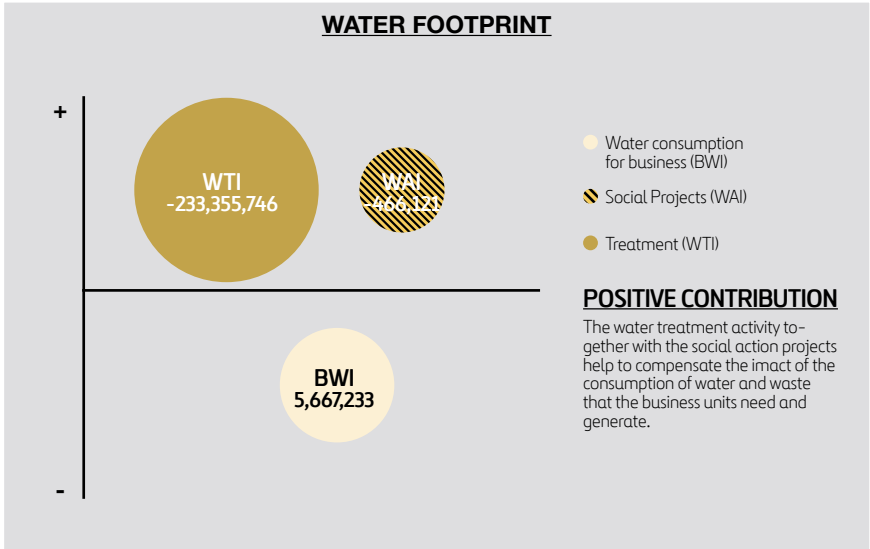 WATER FOOTPRINT
+
WTI
-233,355,746
WAI
-466,121
BWI
5,667,233
-
Water consumption
for business (BWI)
Social Projects (WAI)
Treatment (WTI)
POSITIVE CONTRIBUTION
The water treatment activity to-
gether with the social action projects
help to compensate the imact of the
consumption of water and waste
that the business units need and
generate.